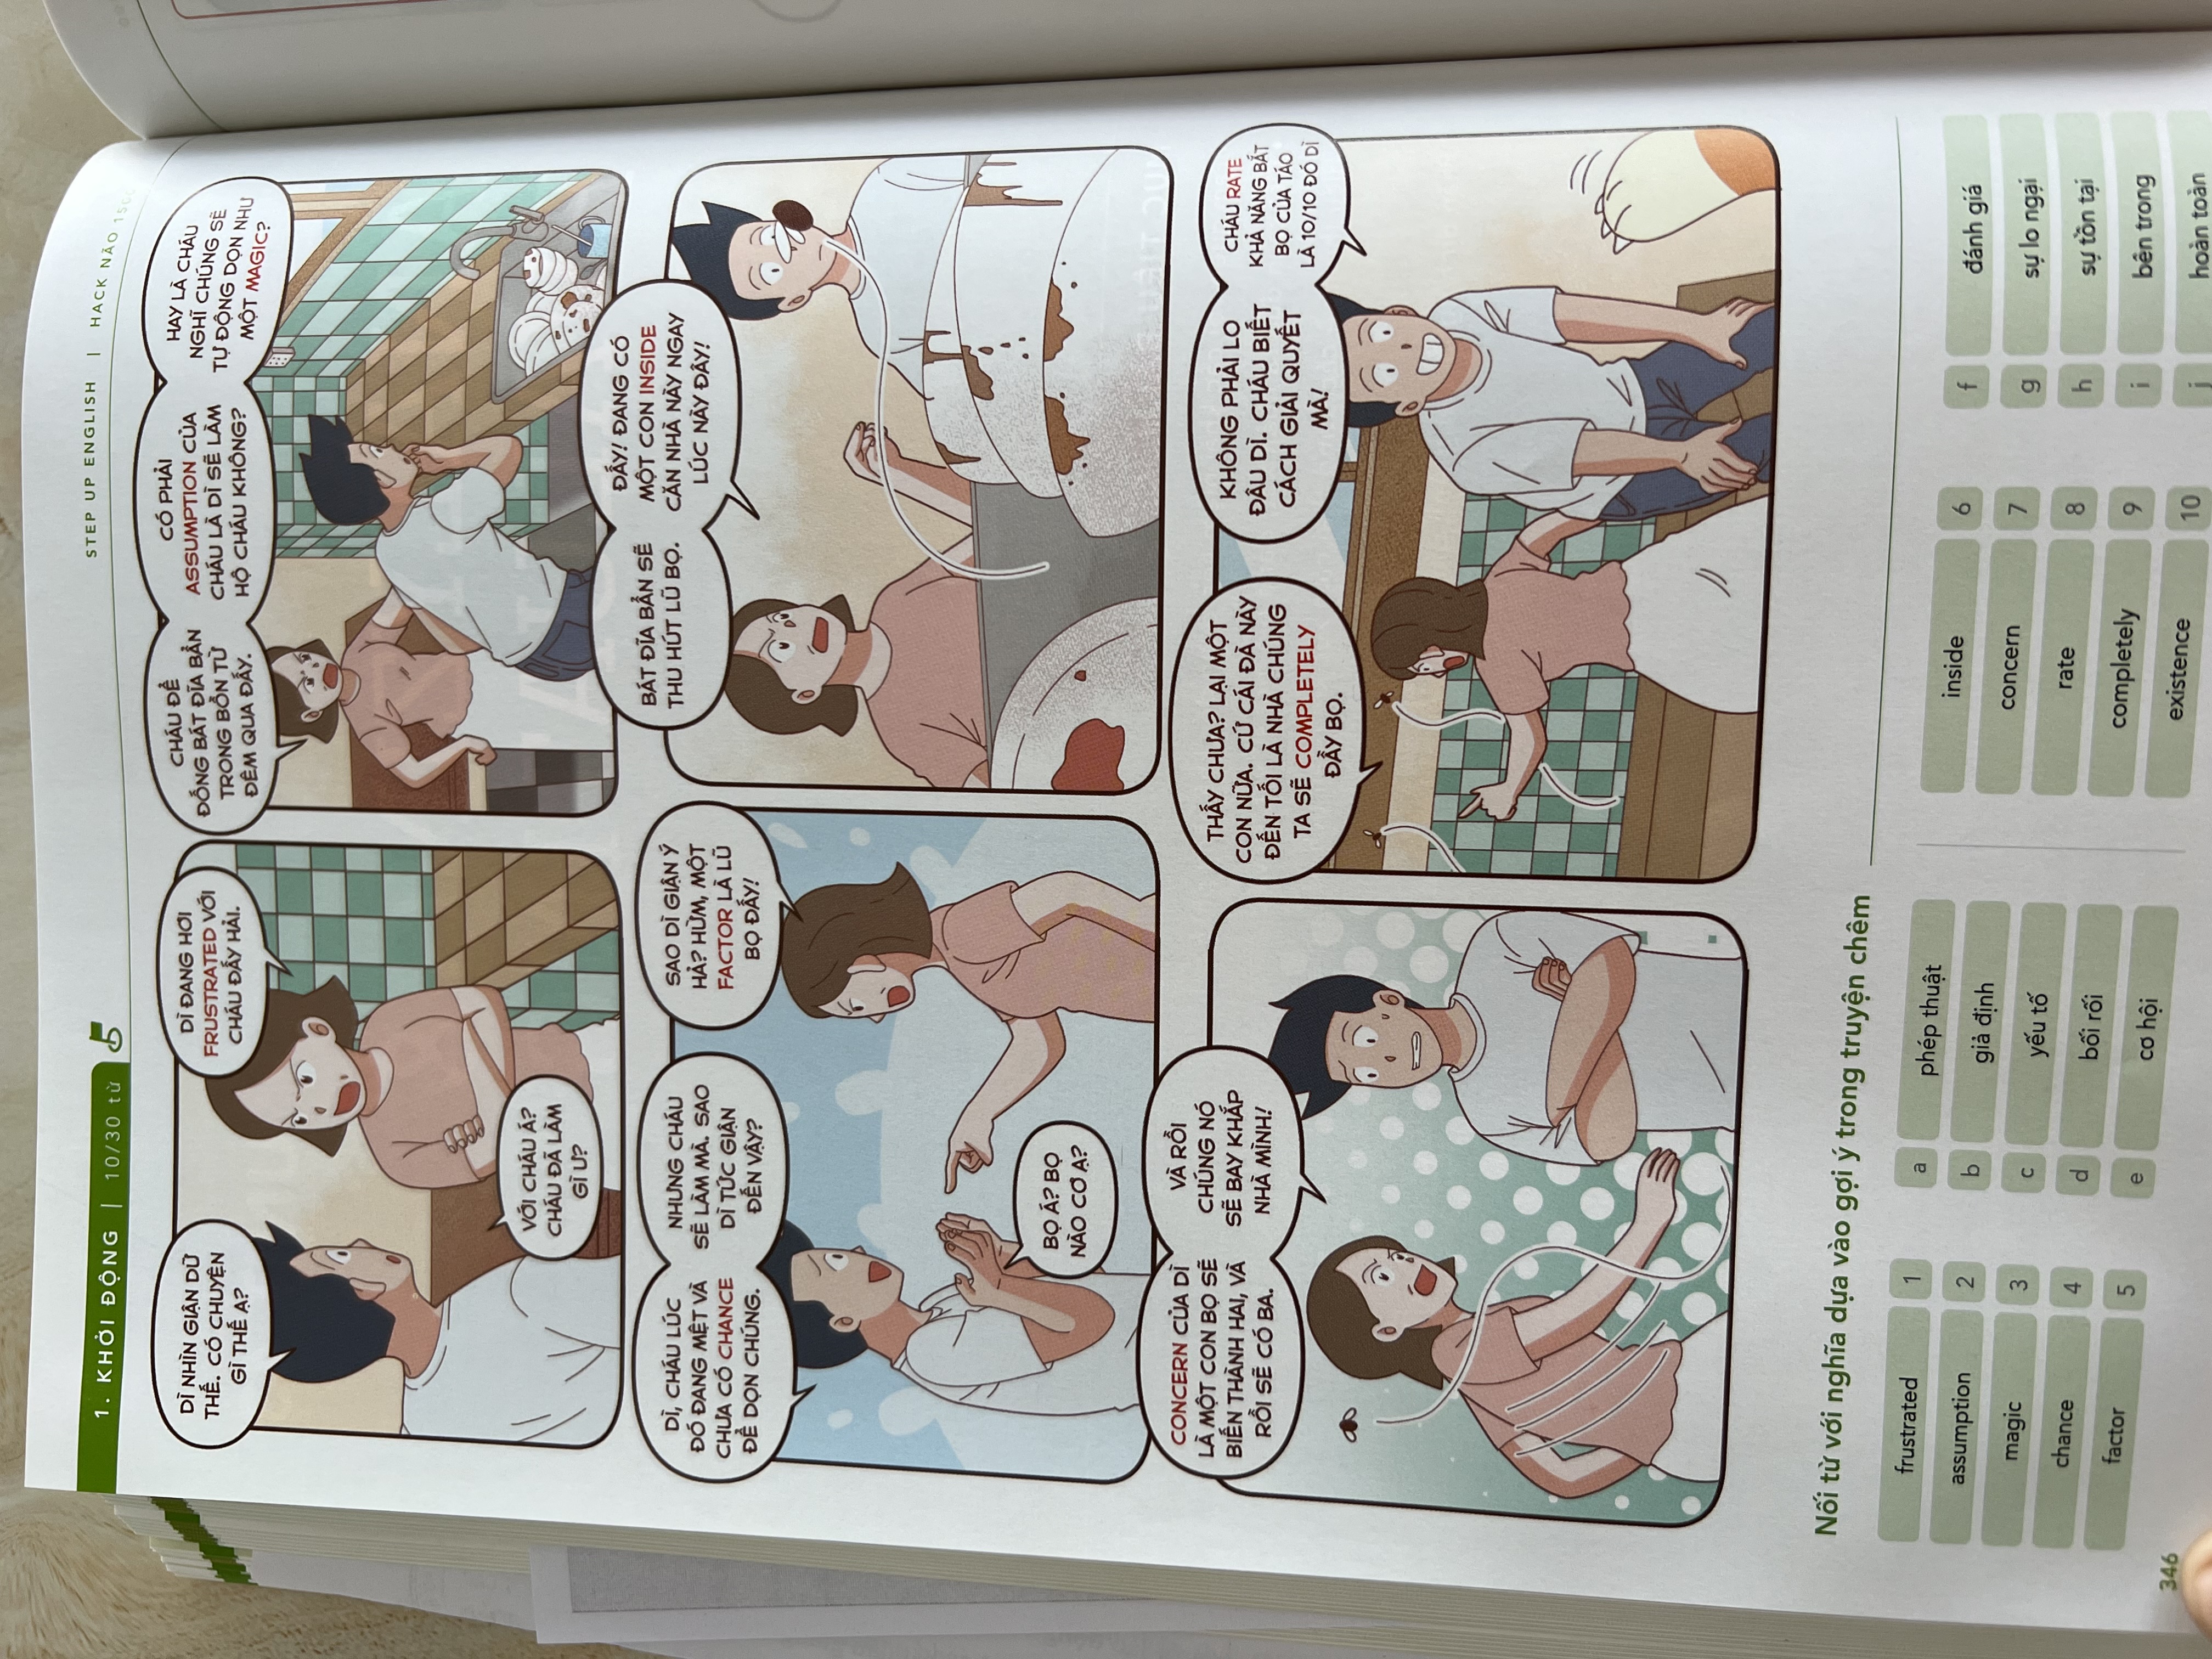 1. KHỞI ĐỘNG | 10/30 từ
STEP UP ENGLISH | HACK NÃO
DÌ NHÌN GIẬN DỮ
THẾ. CÓ CHUYỆN
GÌ THẾ Ạ?
DÌ ĐANG HƠI
FRUSTRATED VỚI
CHÁU ĐẤY HẢI.
VỚI CHÁU Á?
CHÁU ĐÃ LÀM
GÌ Ư?
CHÁU ĐỂ
ĐỐNG BÁT ĐĨA BẨN
TRONG BỒN TỪ
ĐÊM QUA ĐẤY.
CÓ PHẢI
ASSUMPTION CỦA
CHÁU LÀ DÌ SẼ LÀM
HỘ CHÁU KHÔNG?
HAY LÀ CHÁU
NGHĨ CHÚNG SẼ
TỰ ĐỘNG DỌN NHƯ
MỘT MAGIC?
DÌ, CHÁU LÚC
ĐÓ ĐANG MỆT VÀ
CHƯA CÓ CHANCE
ĐỂ DỌN CHÚNG.
NHƯNG CHÁU
SẼ LÀM MÀ. SAO
DÌ TỨC GIẬN
ĐẾN VẬY?
SAO DÌ GIẬN Ý
HẢ? HỪM, MỘT
FACTOR LÀ LŨ
BỌ ĐẤY!
BỌ Á? BỌ
NÀO CƠ Ạ?
BÁT ĐĨA BẨN SẼ
THU HÚT LŨ BỌ.
ĐẤY! ĐANG CÓ
MỘT CON INSIDE
CĂN NHÀ NÀY NGAY
LÚC NÀY ĐÂY!
CONCERN CỦA DÌ
LÀ MỘT CON BỌ SẼ
BIẾN THÀNH HAI, VÀ
RỒI SẼ CÓ BA.
VÀ RỒI
CHÚNG NÓ
SẼ BAY KHẮP
NHÀ MÌNH!
THẤY CHƯA? LẠI MỘT
CON NỮA. CỨ CÁI ĐÀ NÀY
ĐẾN TỐI LÀ NHÀ CHÚNG
TA SẼ COMPLETELY
ĐẦY BỌ.
KHÔNG PHẢI LO
ĐÂU DÌ. CHÁU BIẾT
CÁCH GIẢI QUYẾT
MÀ!
CHÁU RATE
KHẢ NĂNG BẮT
BỌ CỦA TÁO
LÀ 10/10 ĐÓ DÌ
Nối từ với nghĩa dựa vào gợi ý trong truyện chêm
frustrated 1 a phép thuật
assumption 2 b giả định
magic 3 c yếu tố
chance 4 d bối rối
factor 5 e cơ hội
inside 6 f đánh giá
concern 7 g sự lo ngại
rate 8 h sự tồn tại
completely 9 i bên trong
existence 10 j hoàn toàn
346